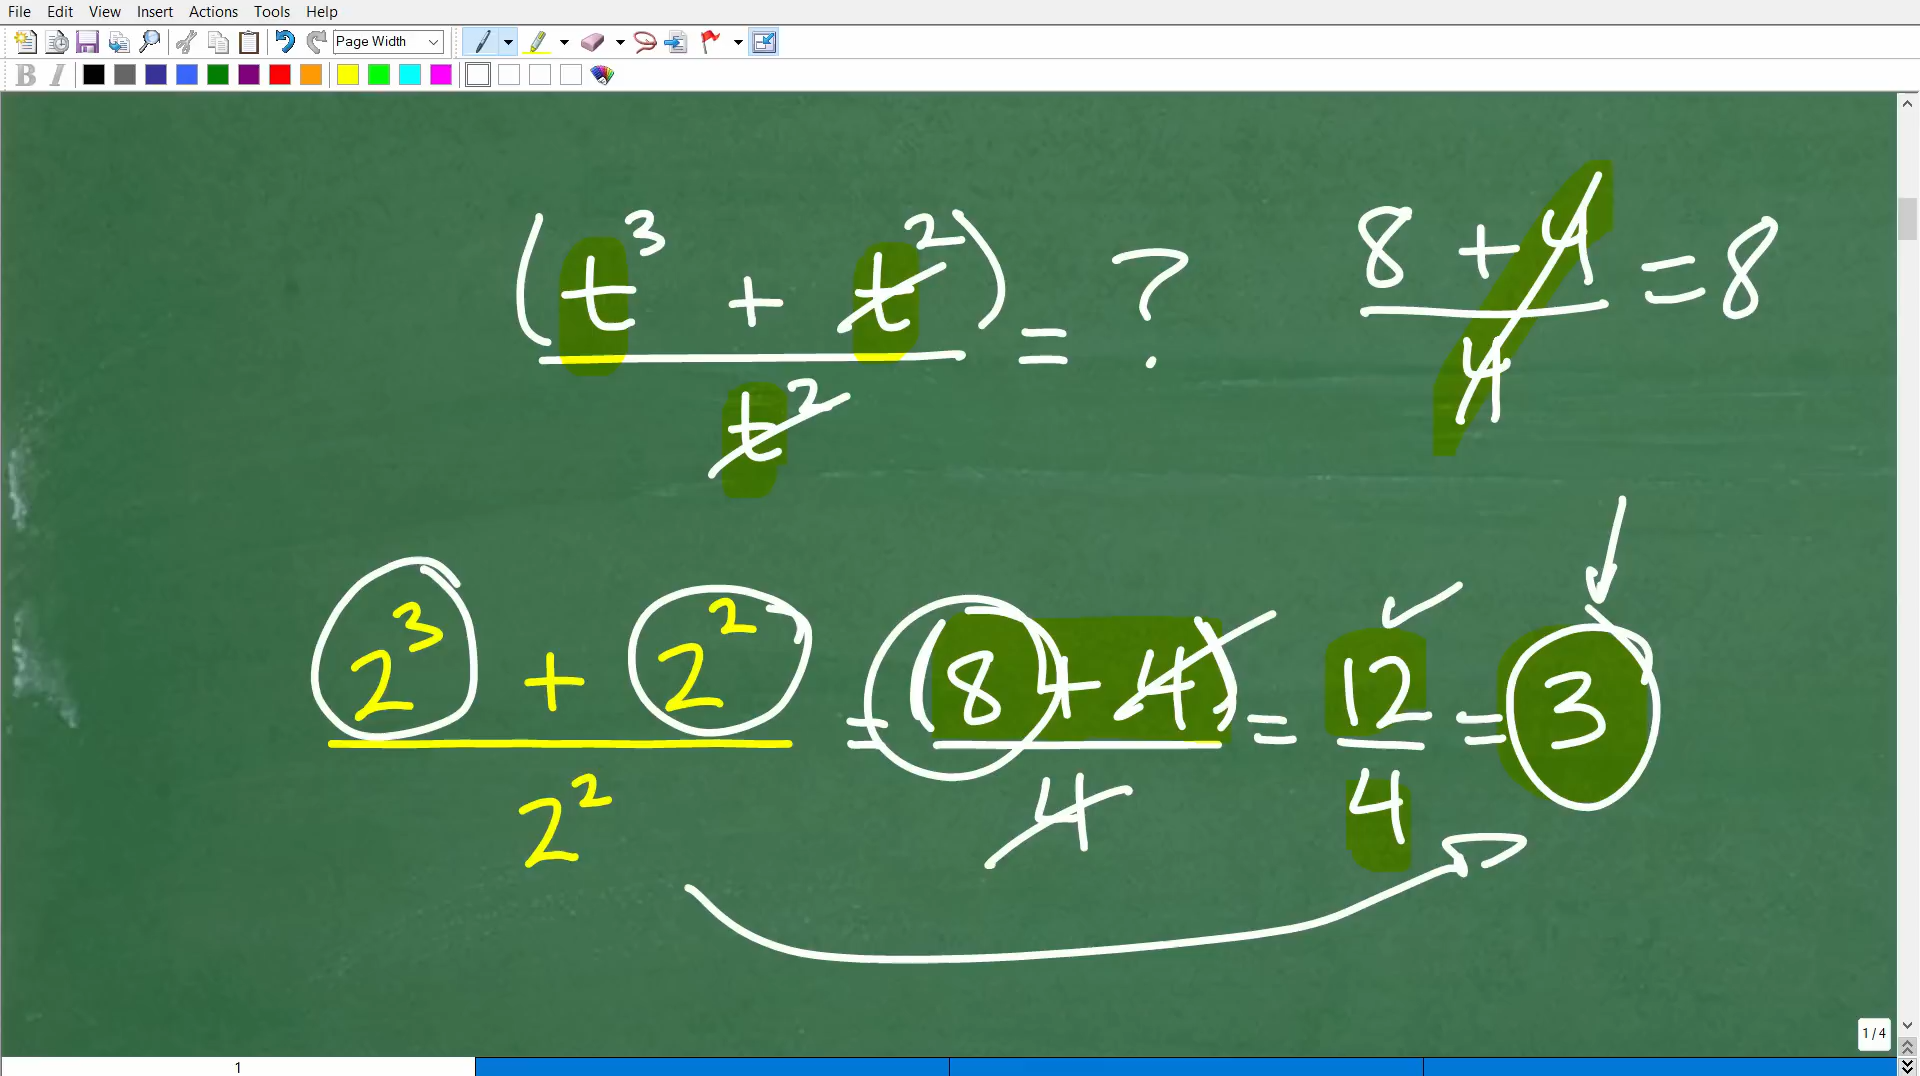 File Edit View Insert Actions Tools Help
Page Width
B I
(t³ + t²) / t² = ?
8 + 4 / 4 = 8
2³ + 2² / 2² = (8 + 4) / 4 = 12 / 4 = 3
1 / 4
1